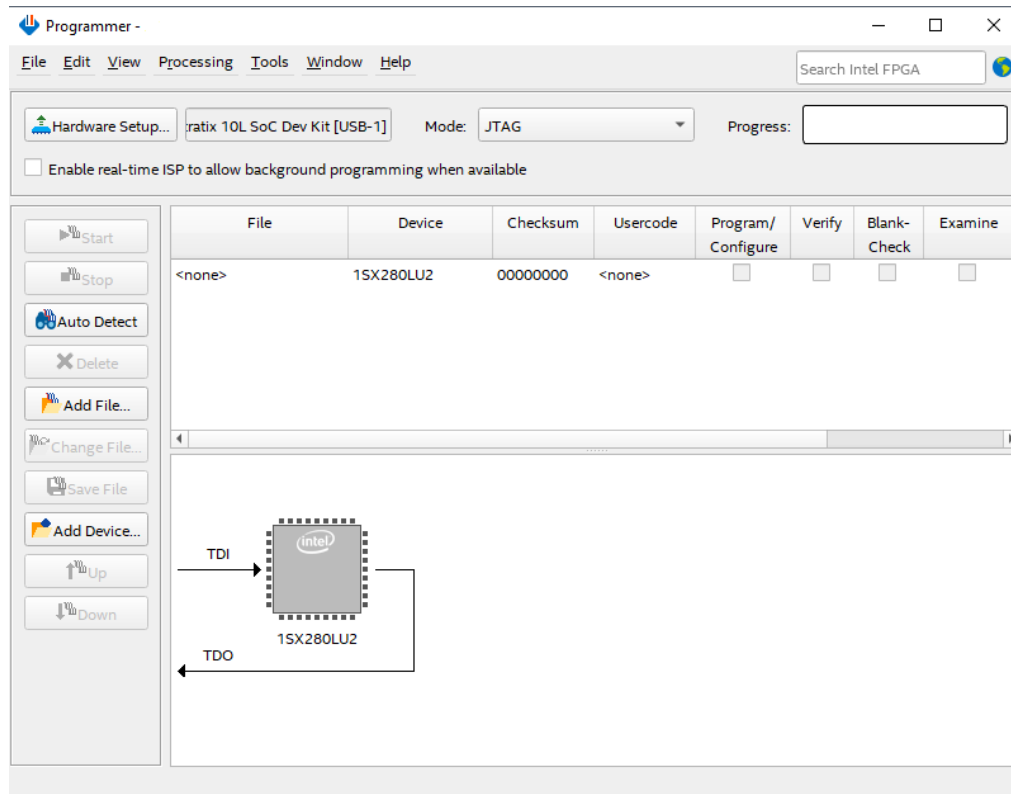 Programmer -
File Edit View Processing Tools Window Help
Search Intel FPGA
Hardware Setup... ratix 10L SoC Dev Kit [USB-1] Mode: JTAG Progress:
Enable real-time ISP to allow background programming when available
File Device Checksum Usercode Program/ Verify Blank- Examine
Configure Check
<none> 1SX280LU2 00000000 <none>
Start
Stop
Auto Detect
Delete
Add File...
Change File...
Save File
Add Device...
Up
Down
intel
TDI
1SX280LU2
TDO